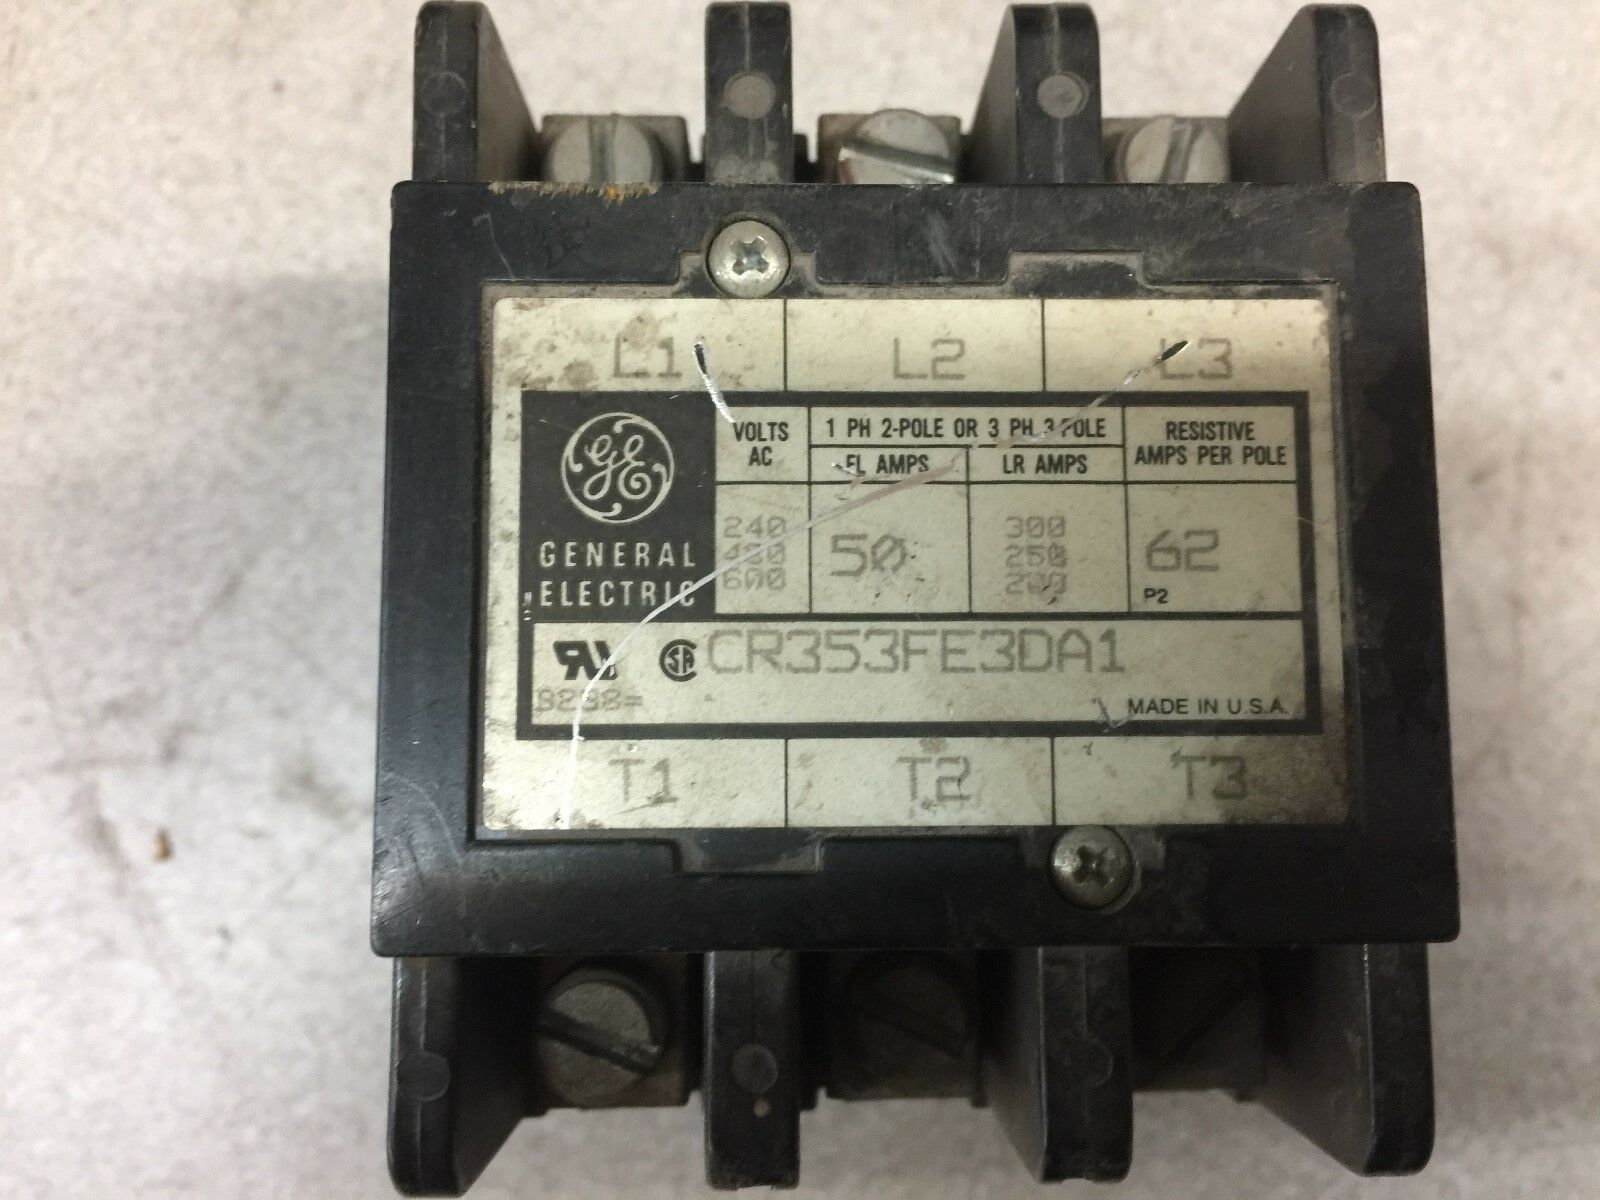 L1 L2 L3
GE
GENERAL
ELECTRIC
VOLTS
AC
1 PH 2-POLE OR 3 PH 3 POLE
FL AMPS LR AMPS
RESISTIVE
AMPS PER POLE
240
480
600
50
300
250
200
62
P2
CR353FE3DA1
MADE IN U.S.A.
T1 T2 T3